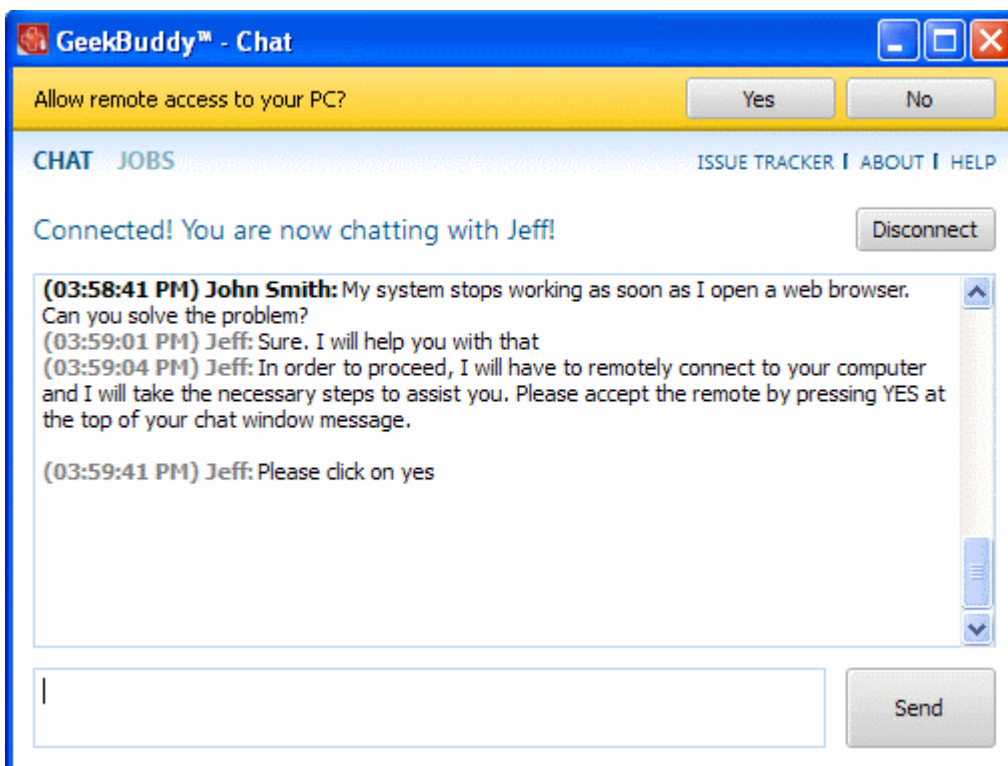 GeekBuddy™ - Chat
Allow remote access to your PC?
Yes
No
CHAT JOBS
ISSUE TRACKER | ABOUT | HELP
Connected! You are now chatting with Jeff!
Disconnect
(03:58:41 PM) John Smith: My system stops working as soon as I open a web browser.
Can you solve the problem?
(03:59:01 PM) Jeff: Sure. I will help you with that
(03:59:04 PM) Jeff: In order to proceed, I will have to remotely connect to your computer
and I will take the necessary steps to assist you. Please accept the remote by pressing YES at
the top of your chat window message.
(03:59:41 PM) Jeff: Please click on yes
Send